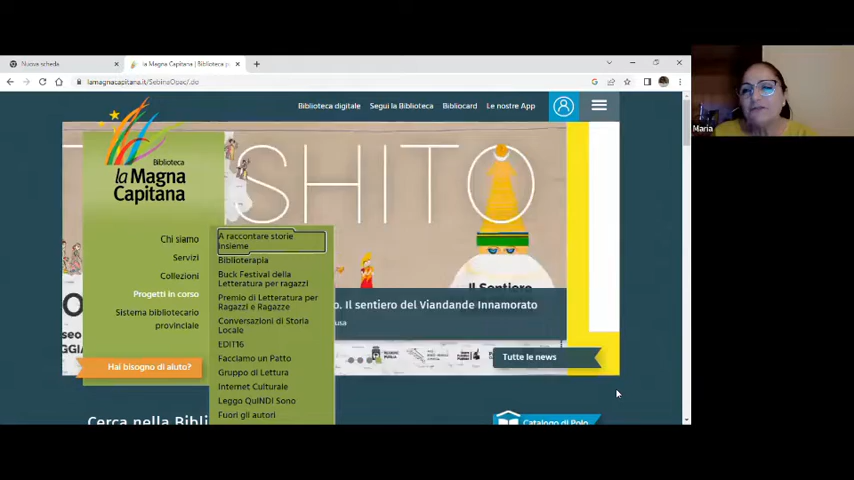 Nuova scheda
la Magna Capitana | Biblioteca p
lamagnacapitana.it/SebinaOpac/.do
Biblioteca digitale
Segui la Biblioteca
Bibliocard
Le nostre App
Maria
Biblioteca
la Magna
Capitana
SHITO
Chi siamo
Servizi
Collezioni
Progetti in corso
Sistema bibliotecario
provinciale
Hai bisogno di aiuto?
A raccontare storie
insieme
Biblioterapia
Buck Festival della
Letteratura per ragazzi
Premio di Letteratura per
Ragazzi e Ragazze
Conversazioni di Storia
Locale
EDIT16
Facciamo un Patto
Gruppo di Lettura
Internet Culturale
Leggo QuINDI Sono
Fuori gli autori
Il Sentiero
o. Il sentiero del Viandande Innamorato
usa
Tutte le news
Cerca nella Bibli
Catalogo di Polo